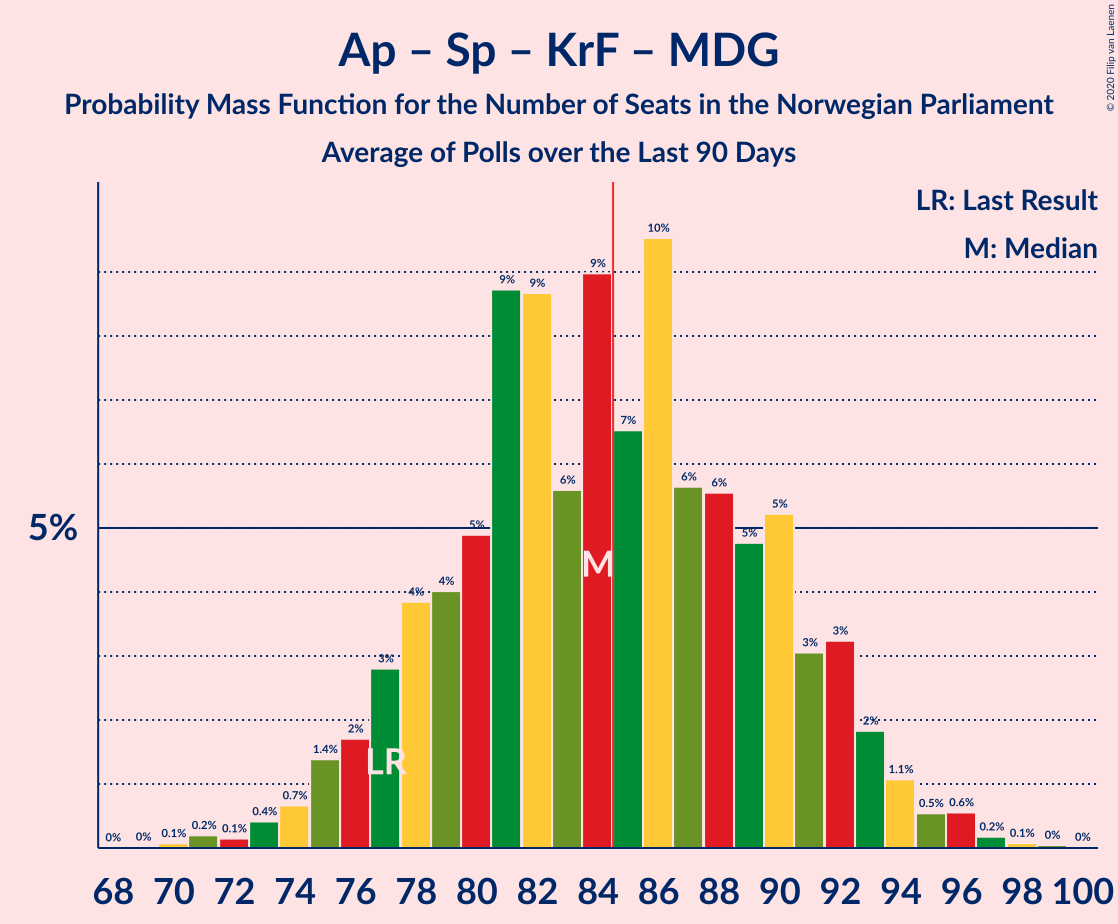 Ap – Sp – KrF – MDG
Probability Mass Function for the Number of Seats in the Norwegian Parliament
Average of Polls over the Last 90 Days
© 2020 Filip van Laenen
LR: Last Result
M: Median
5%
0% 0% 0.1% 0.2% 0.1% 0.4% 0.7% 1.4% 2% 3% 4% 4% 5% 9% 9% 6% 9% 7% 10% 6% 6% 5% 5% 3% 3% 2% 1.1% 0.5% 0.6% 0.2% 0.1% 0% 0%
LR
M
68 70 72 74 76 78 80 82 84 86 88 90 92 94 96 98 100